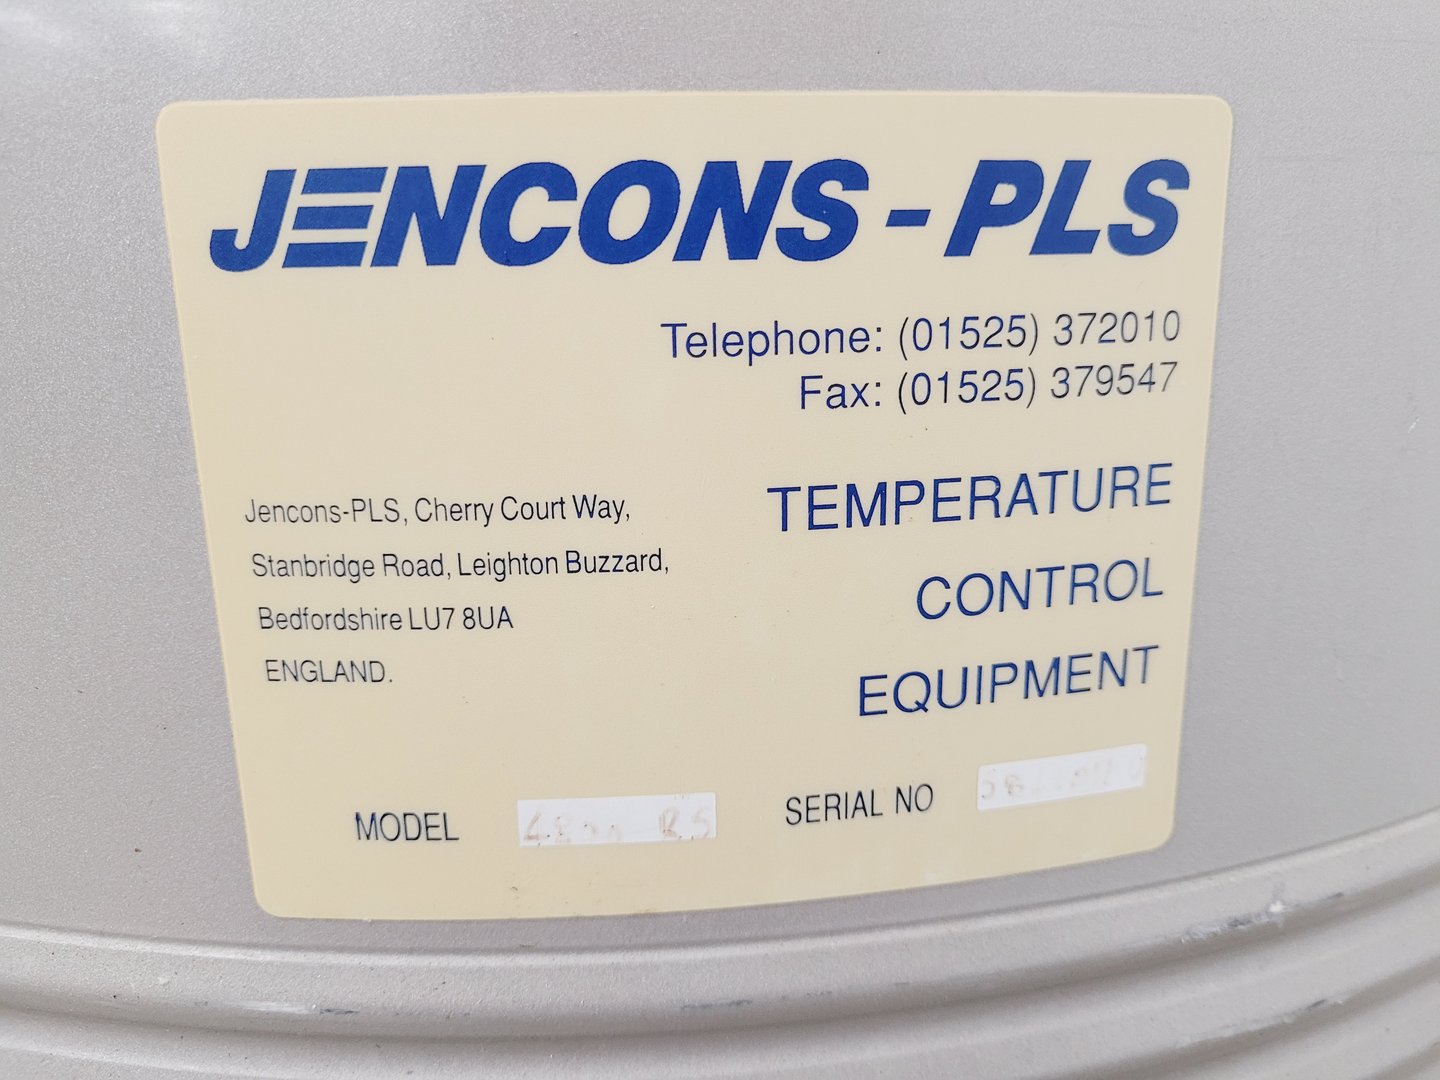 JENCONS-PLS
Telephone: (01525) 372010
Fax: (01525) 379547
TEMPERATURE
CONTROL
EQUIPMENT
Jencons-PLS, Cherry Court Way,
Stanbridge Road, Leighton Buzzard,
Bedfordshire LU7 8UA
ENGLAND.
MODEL
SERIAL NO